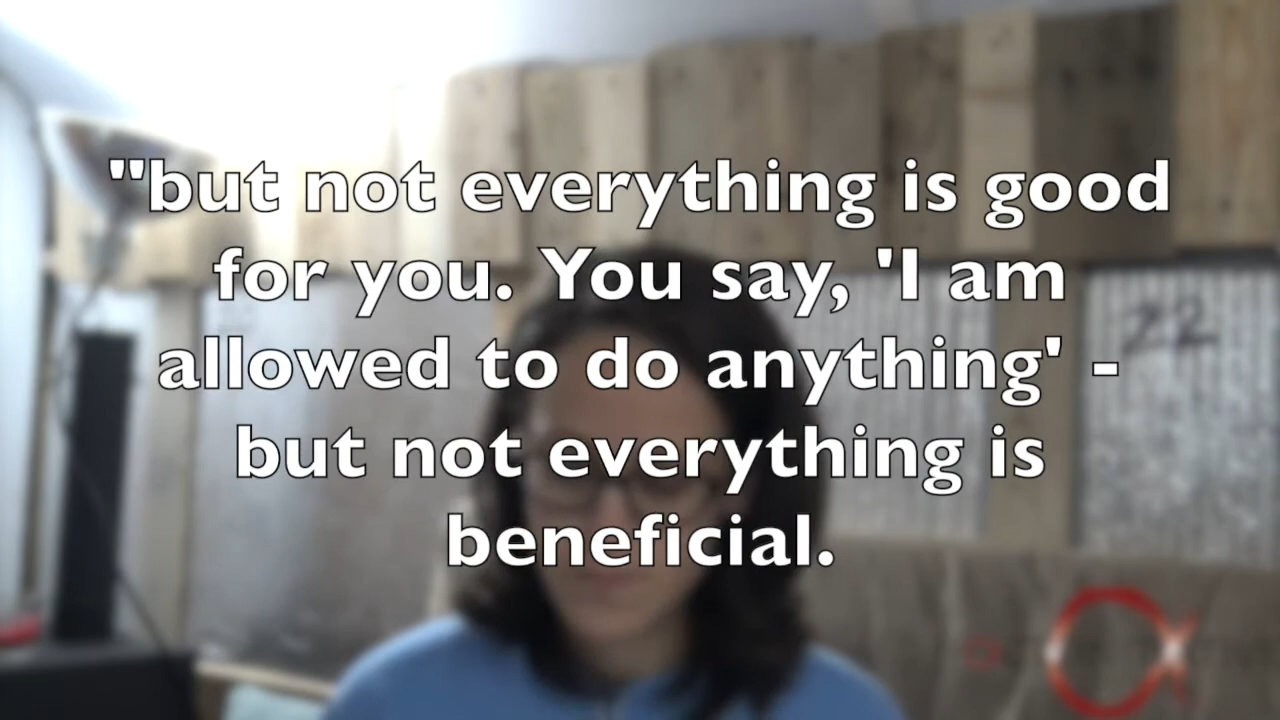 "but not everything is good
for you. You say, 'I am
allowed to do anything' -
but not everything is
beneficial.
22